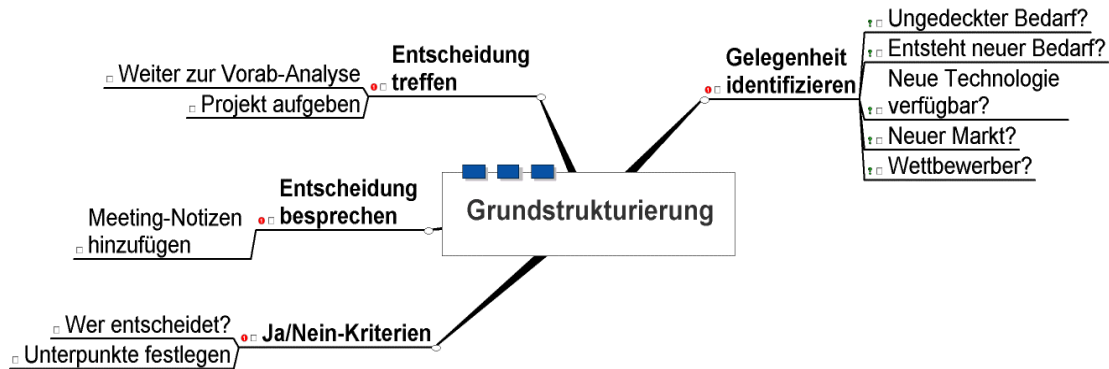 Grundstrukturierung
Gelegenheit
identifizieren
Ungedeckter Bedarf?
Entsteht neuer Bedarf?
Neue Technologie
verfügbar?
Neuer Markt?
Wettbewerber?
Ja/Nein-Kriterien
Wer entscheidet?
Unterpunkte festlegen
Entscheidung
besprechen
Meeting-Notizen
hinzufügen
Entscheidung
treffen
Weiter zur Vorab-Analyse
Projekt aufgeben